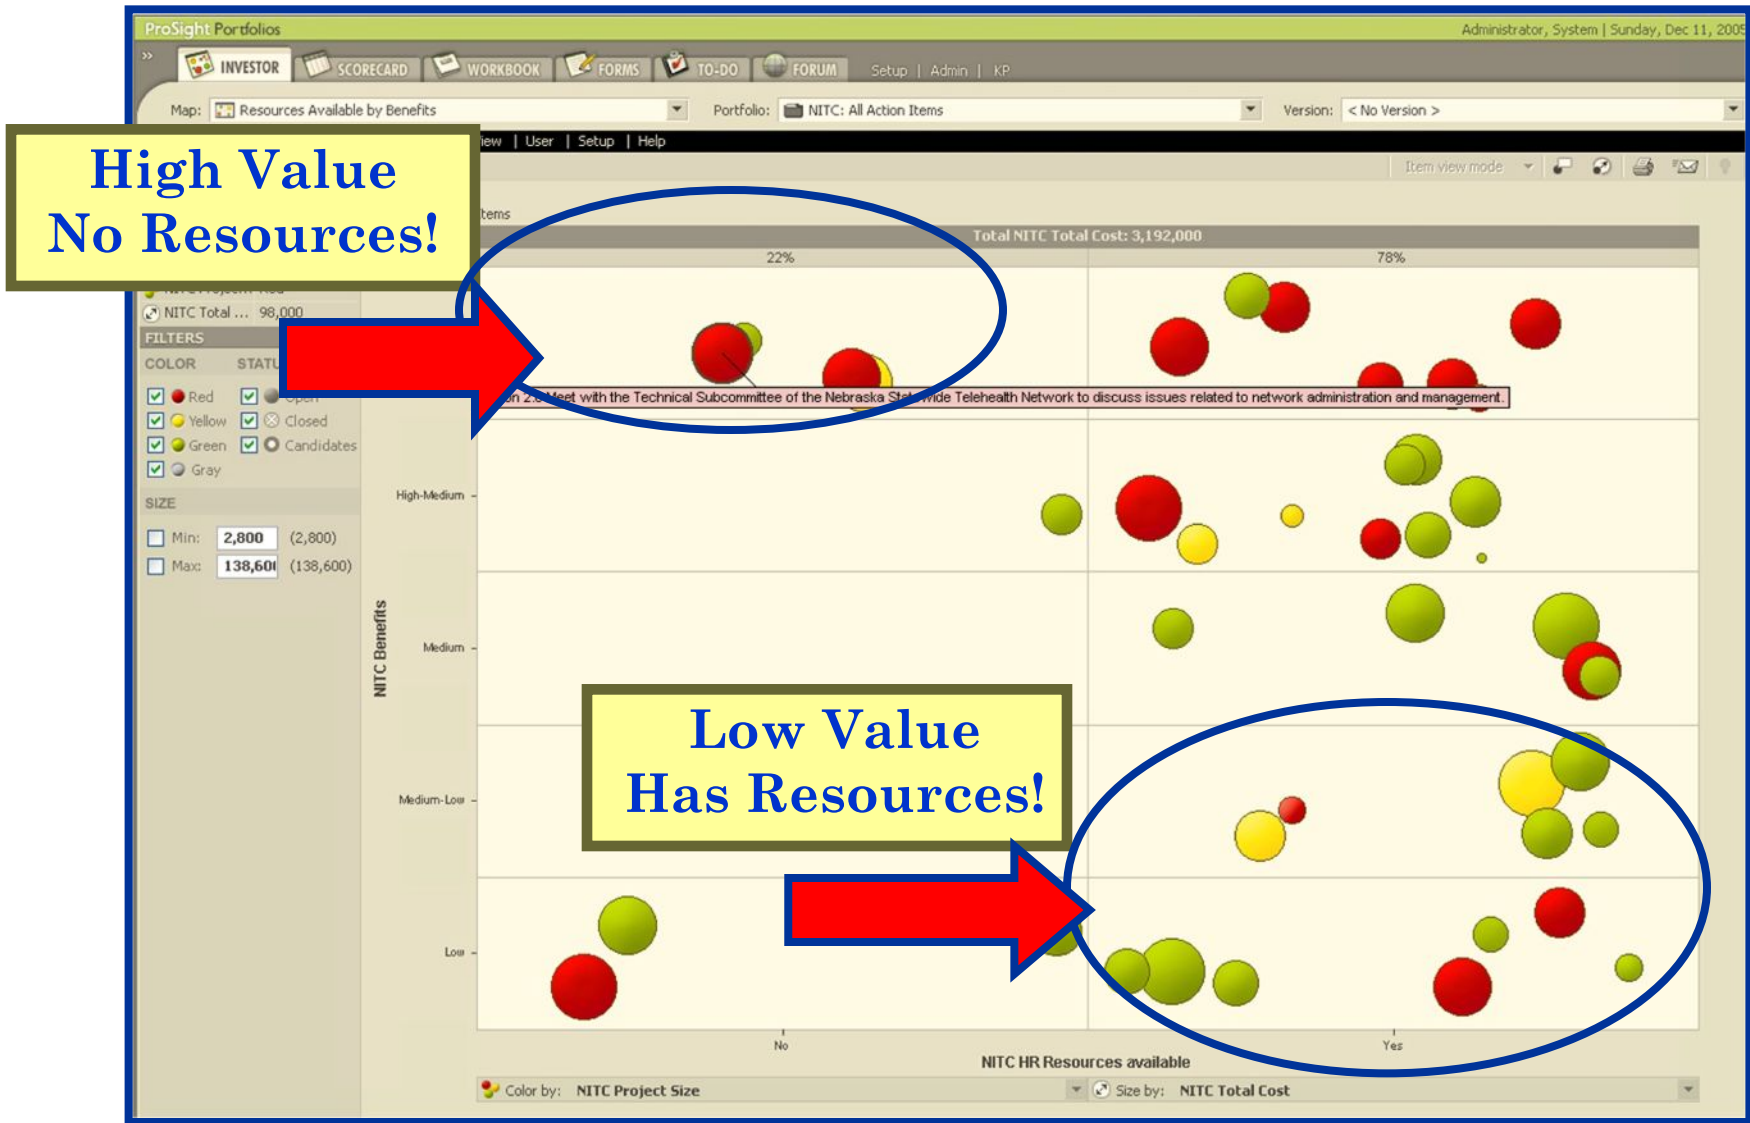 ProSight Portfolios
Administrator, System | Sunday, Dec 11, 2005
» INVESTOR SCORECARD WORKBOOK FORMS TO-DO FORUM Setup | Admin | KP
Map: Resources Available by Benefits Portfolio: NITC: All Action Items Version: < No Version >
| User | Setup | Help
Item view mode
High Value
No Resources!
Total NITC Total Cost: 3,192,000
22% 78%
NITC Total ... 98,000
FILTERS
COLOR
Red Open
Yellow Closed
Green Candidates
Gray
SIZE
Min: 2,800 (2,800)
Max: (138,600)
Meet with the Technical Subcommittee of the Nebraska Statewide Telehealth Network to discuss issues related to network administration and management.
High-Medium
Medium
Medium-Low
Low
NITC Benefits
Low Value
Has Resources!
No Yes
NITC HR Resources available
Color by: NITC Project Size Size by: NITC Total Cost